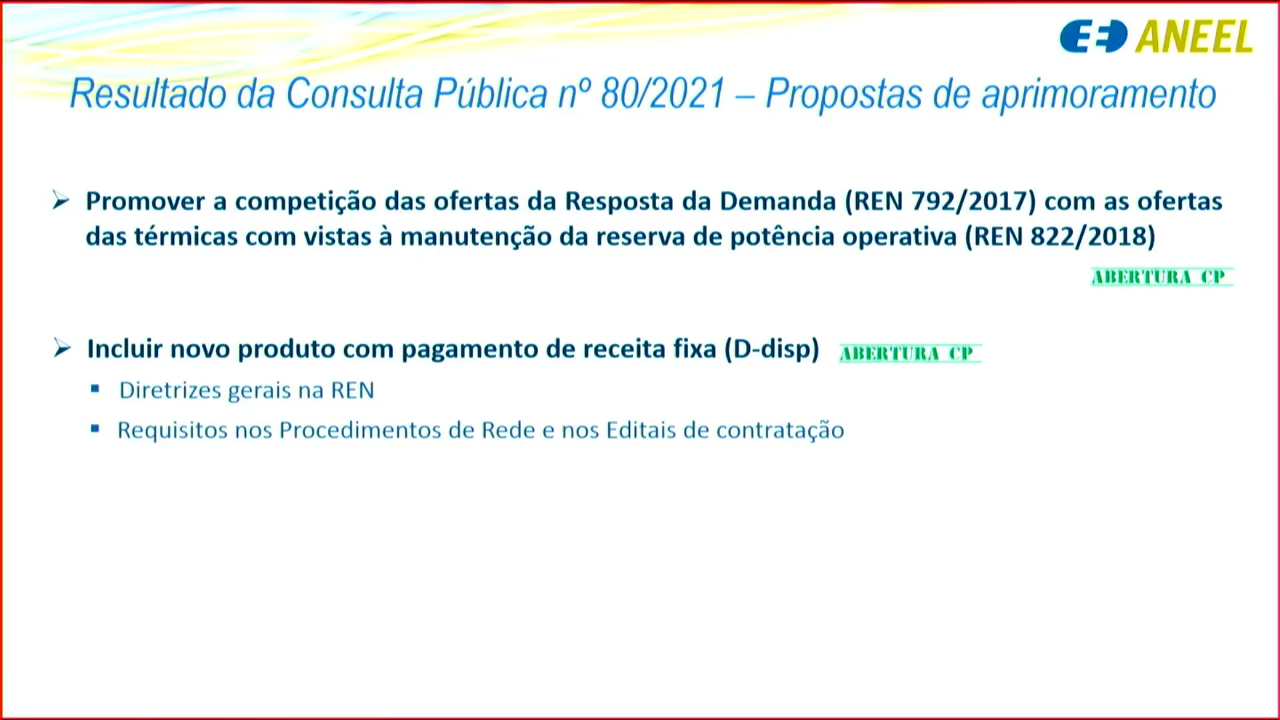 ANEEL
Resultado da Consulta Pública nº 80/2021 – Propostas de aprimoramento
➢ Promover a competição das ofertas da Resposta da Demanda (REN 792/2017) com as ofertas
das térmicas com vistas à manutenção da reserva de potência operativa (REN 822/2018)
ABERTURA CP
➢ Incluir novo produto com pagamento de receita fixa (D-disp) ABERTURA CP
▪ Diretrizes gerais na REN
▪ Requisitos nos Procedimentos de Rede e nos Editais de contratação